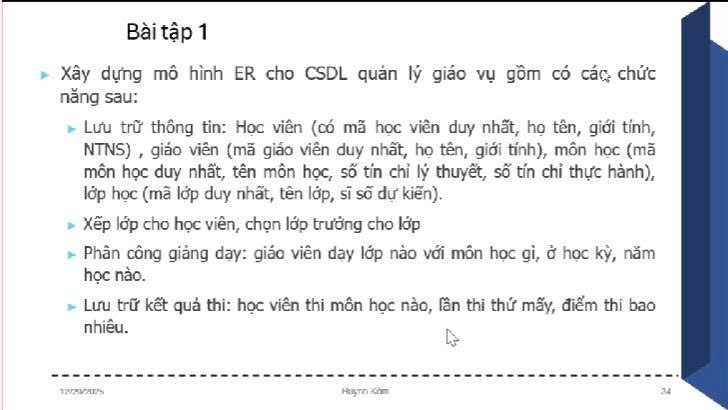 Bài tập 1
Xây dựng mô hình ER cho CSDL quản lý giáo vụ gồm có các chức
năng sau:
Lưu trữ thông tin: Học viên (có mã học viên duy nhất, họ tên, giới tính,
NTNS) , giáo viên (mã giáo viên duy nhất, họ tên, giới tính), môn học (mã
môn học duy nhất, tên môn học, số tín chỉ lý thuyết, số tín chỉ thực hành),
lớp học (mã lớp duy nhất, tên lớp, sĩ số dự kiến).
Xếp lớp cho học viên, chọn lớp trưởng cho lớp
Phân công giảng dạy: giáo viên dạy lớp nào với môn học gì, ở học kỳ, năm
học nào.
Lưu trữ kết quả thi: học viên thi môn học nào, lần thi thứ mấy, điểm thi bao
nhiêu.
12/29/2025 Huynh Kâm 34